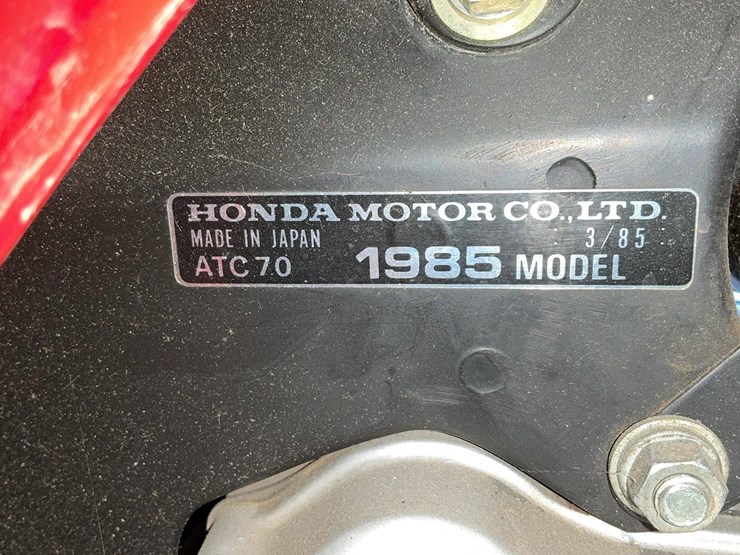 HONDA MOTOR CO.,LTD.
MADE IN JAPAN 3/85
ATC70 1985 MODEL